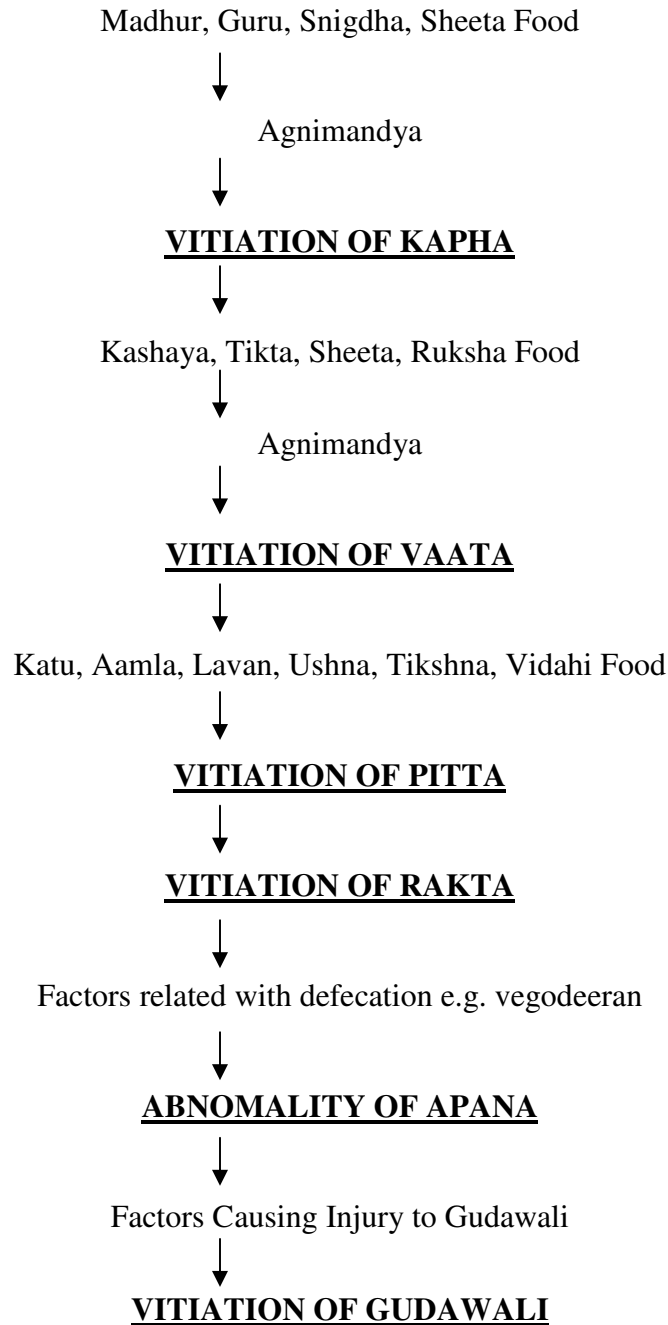 Madhur, Guru, Snigdha, Sheeta Food
Agnimandya
VITIATION OF KAPHA
Kashaya, Tikta, Sheeta, Ruksha Food
Agnimandya
VITIATION OF VAATA
Katu, Aamla, Lavan, Ushna, Tikshna, Vidahi Food
VITIATION OF PITTA
VITIATION OF RAKTA
Factors related with defecation e.g. vegodeeran
ABNOMALITY OF APANA
Factors Causing Injury to Gudawali
VITIATION OF GUDAWALI